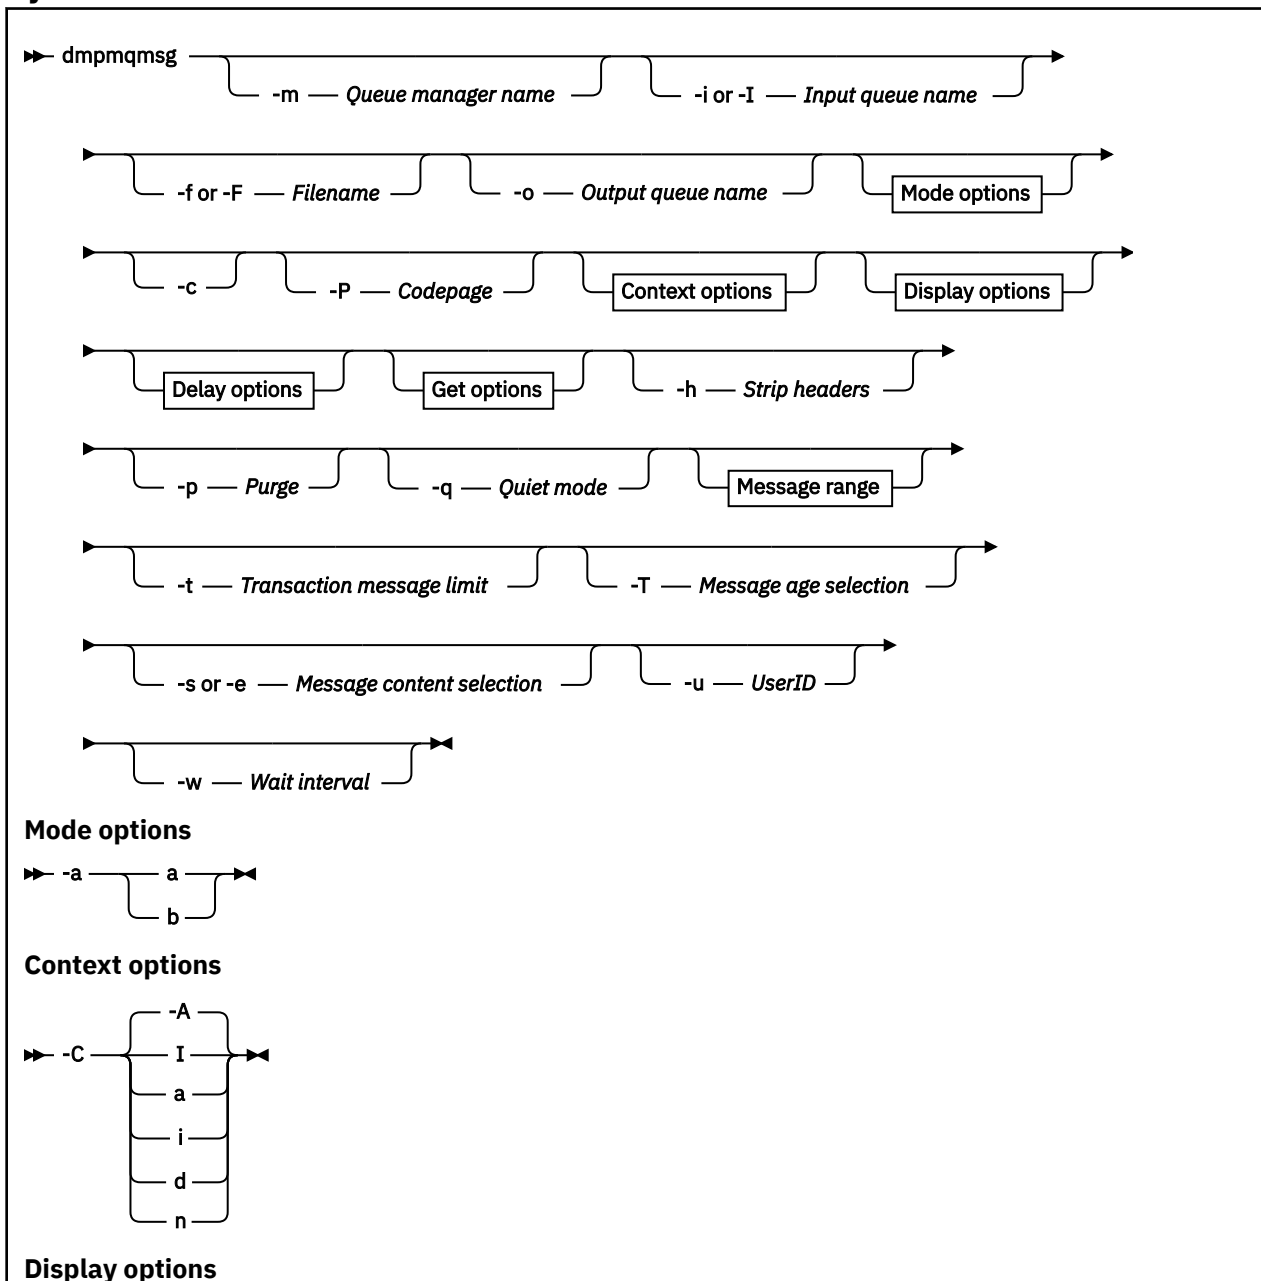 dmpmqmsg
-m Queue manager name -i or -I Input queue name
-f or -F Filename -o Output queue name Mode options
-c -P Codepage Context options Display options
Delay options Get options -h Strip headers
-p Purge -q Quiet mode Message range
-t Transaction message limit -T Message age selection
-s or -e Message content selection -u UserID
-w Wait interval
Mode options
-a a
b
Context options
-A
-C I
a
i
d
n
Display options